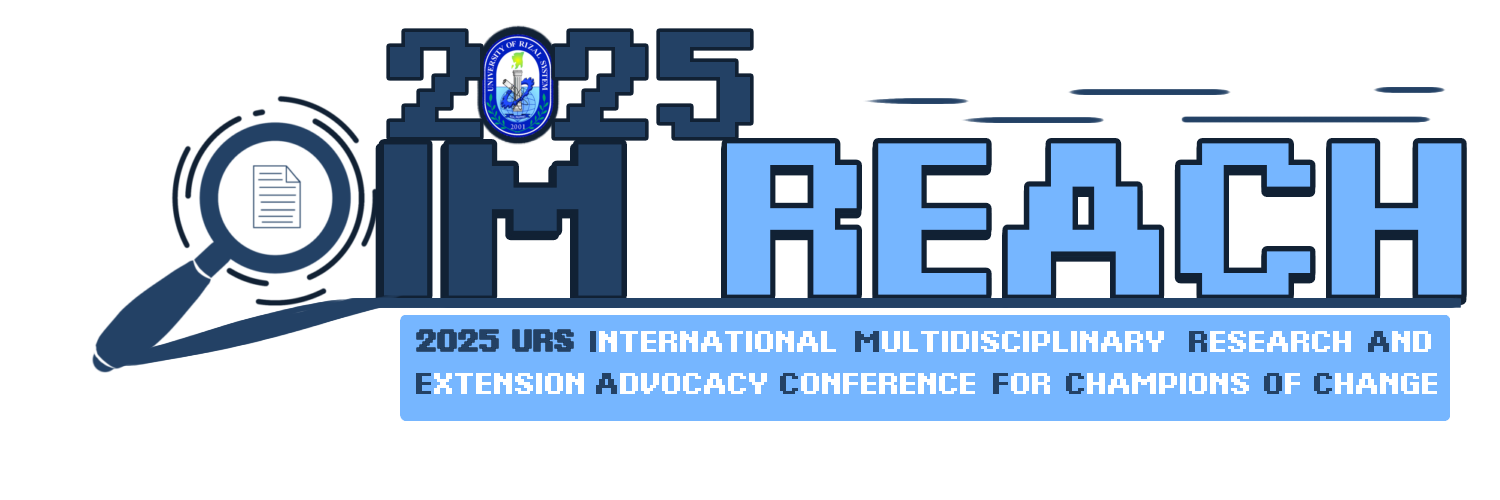 2025
UNIVERSITY OF RIZAL SYSTEM
2001
IM REACH
2025 URS INTERNATIONAL MULTIDISCIPLINARY RESEARCH AND
EXTENSION ADVOCACY CONFERENCE FOR CHAMPIONS OF CHANGE